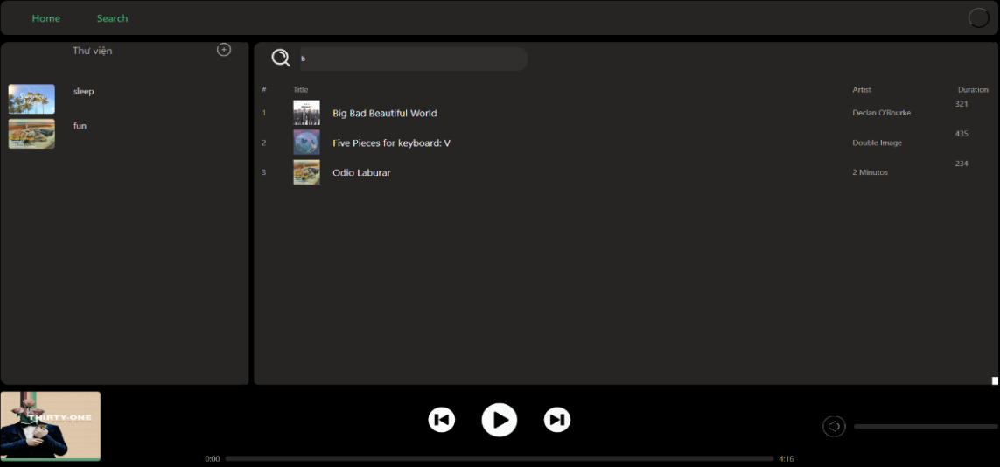 Home Search
Thư viện
sleep
fun
b
# Title Artist Duration
1 Big Bad Beautiful World Declan O'Rourke 321
2 Five Pieces for keyboard: V Double Image 435
3 Odio Laburar 2 Minutos 234
THIRTY-ONE
0:00 4:16